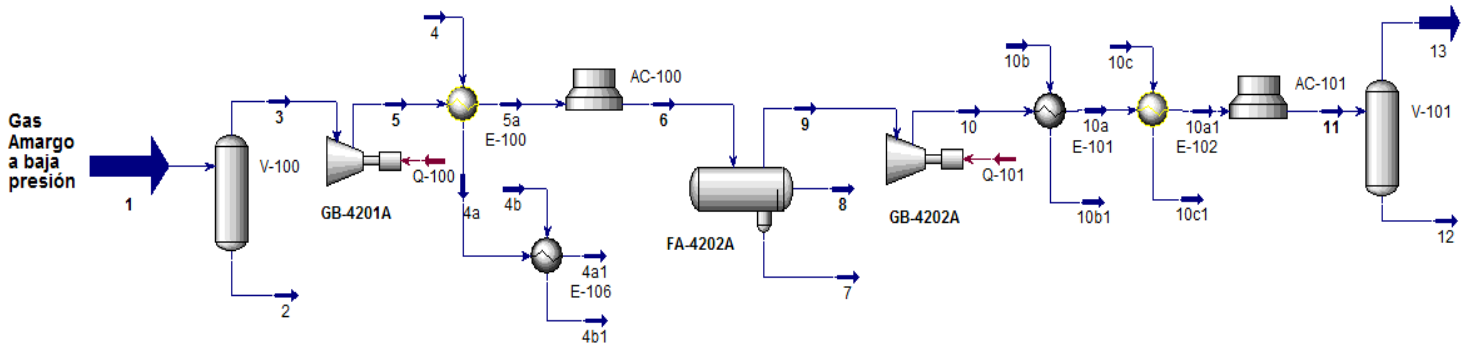 Gas
Amargo
a baja
presión
1
V-100
3
2
GB-4201A
Q-100
5
4
E-100
5a
4a
4b
E-106
4a1
4b1
AC-100
6
FA-4202A
9
8
7
GB-4202A
Q-101
10
10b
E-101
10a
10b1
10c
E-102
10a1
10c1
AC-101
11
V-101
13
12